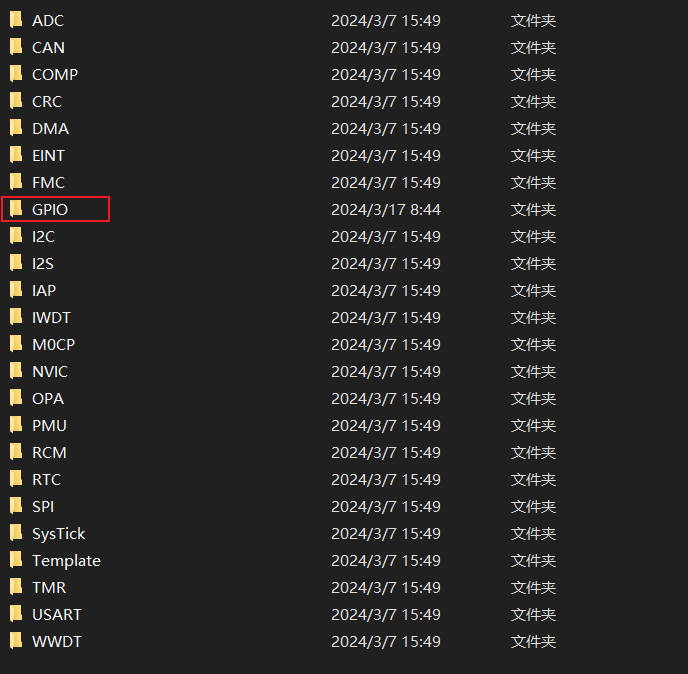 ADC 2024/3/7 15:49 文件夹
CAN 2024/3/7 15:49 文件夹
COMP 2024/3/7 15:49 文件夹
CRC 2024/3/7 15:49 文件夹
DMA 2024/3/7 15:49 文件夹
EINT 2024/3/7 15:49 文件夹
FMC 2024/3/7 15:49 文件夹
GPIO 2024/3/17 8:44 文件夹
I2C 2024/3/7 15:49 文件夹
I2S 2024/3/7 15:49 文件夹
IAP 2024/3/7 15:49 文件夹
IWDT 2024/3/7 15:49 文件夹
M0CP 2024/3/7 15:49 文件夹
NVIC 2024/3/7 15:49 文件夹
OPA 2024/3/7 15:49 文件夹
PMU 2024/3/7 15:49 文件夹
RCM 2024/3/7 15:49 文件夹
RTC 2024/3/7 15:49 文件夹
SPI 2024/3/7 15:49 文件夹
SysTick 2024/3/7 15:49 文件夹
Template 2024/3/7 15:49 文件夹
TMR 2024/3/7 15:49 文件夹
USART 2024/3/7 15:49 文件夹
WWDT 2024/3/7 15:49 文件夹